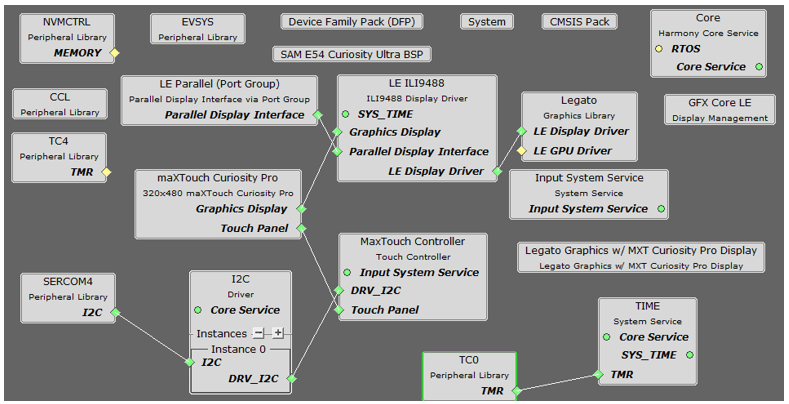 NVMCTRL
Peripheral Library
MEMORY
EVSYS
Peripheral Library
Device Family Pack (DFP)
System
CMSIS Pack
Core
Harmony Core Service
RTOS
Core Service
SAM E54 Curiosity Ultra BSP
CCL
Peripheral Library
LE Parallel (Port Group)
Parallel Display Interface via Port Group
Parallel Display Interface
LE ILI9488
ILI9488 Display Driver
SYS_TIME
Graphics Display
Parallel Display Interface
LE Display Driver
Legato
Graphics Library
LE Display Driver
LE GPU Driver
GFX Core LE
Display Management
TC4
Peripheral Library
TMR
maXTouch Curiosity Pro
320x480 maXTouch Curiosity Pro
Graphics Display
Touch Panel
Input System Service
System Service
Input System Service
MaxTouch Controller
Touch Controller
Input System Service
DRV_I2C
Touch Panel
Legato Graphics w/ MXT Curiosity Pro Display
Legato Graphics w/ MXT Curiosity Pro Display
SERCOM4
Peripheral Library
I2C
I2C
Driver
Core Service
Instances
Instance 0
I2C
DRV_I2C
TC0
Peripheral Library
TMR
TIME
System Service
Core Service
SYS_TIME
TMR